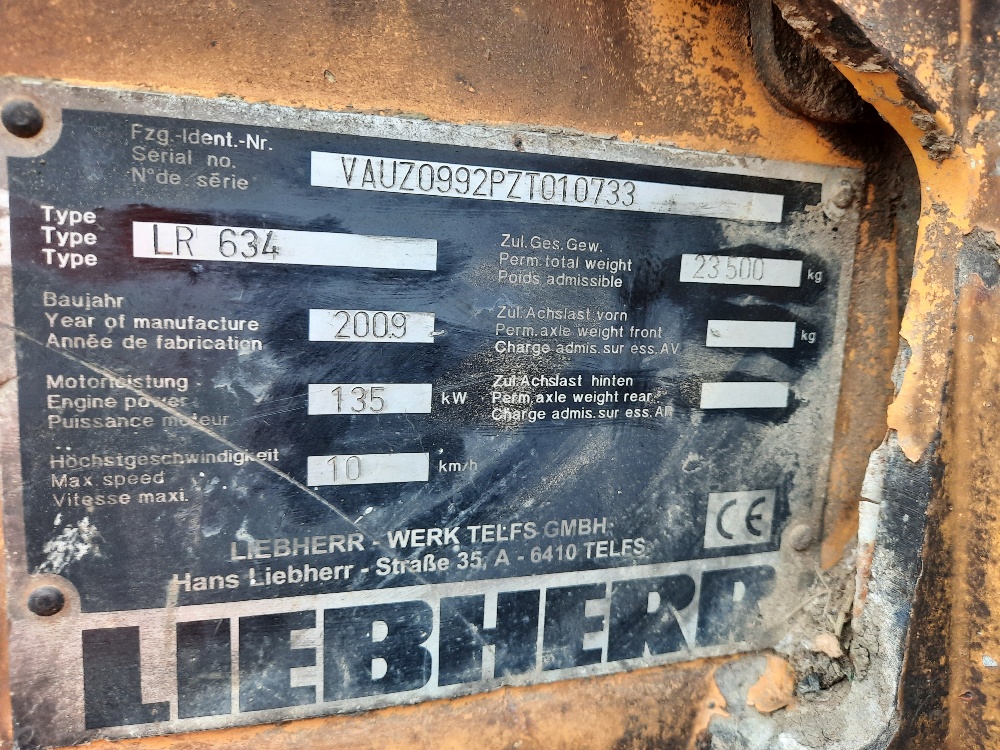 Fzg.-Ident.-Nr.
Serial no.
N°de. série
VAUZ0992PZT010733
Type
Type
Type
LR 634
Zul.Ges.Gew.
Perm.total weight
Poids admissible
23.500 kg
Baujahr
Year of manufacture
Année de fabrication
2009
Zul.Achslast vorn
Perm.axle weight front
Charge admis.sur ess.AV
kg
Motorleistung
Engine power
Puissance moteur
135 kW
Zul.Achslast hinten
Perm.axle weight rear
Charge admis.sur ess.AR
Höchstgeschwindigkeit
Max speed
Vitesse maxi.
10 km/h
CE
LIEBHERR - WERK TELFS GMBH.
Hans Liebherr - Straße 35, A - 6410 TELFS
LIEBHERR